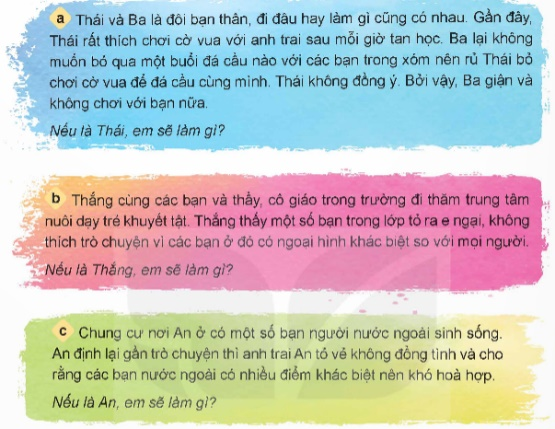 a Thái và Ba là đôi bạn thân, đi đâu hay làm gì cũng có nhau. Gần đây,
Thái rất thích chơi cờ vua với anh trai sau mỗi giờ tan học. Ba lại không
muốn bỏ qua một buổi đá cầu nào với các bạn trong xóm nên rủ Thái bỏ
chơi cờ vua để đá cầu cùng mình. Thái không đồng ý. Bởi vậy, Ba giận và
không chơi với bạn nữa.
Nếu là Thái, em sẽ làm gì?
b Thắng cùng các bạn và thầy, cô giáo trong trường đi thăm trung tâm
nuôi dạy trẻ khuyết tật. Thắng thấy một số bạn trong lớp tỏ ra e ngại, không
thích trò chuyện vì các bạn ở đó có ngoại hình khác biệt so với mọi người.
Nếu là Thắng, em sẽ làm gì?
c Chung cư nơi An ở có một số bạn người nước ngoài sinh sống.
An định lại gần trò chuyện thì anh trai An tỏ vẻ không đồng tình và cho
rằng các bạn nước ngoài có nhiều điểm khác biệt nên khó hoà hợp.
Nếu là An, em sẽ làm gì?